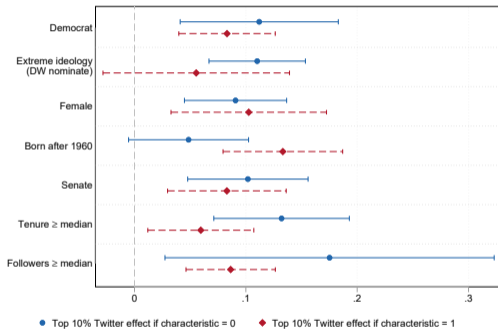 Democrat
Extreme ideology
(DW nominate)
Female
Born after 1960
Senate
Tenure ≥ median
Followers ≥ median
0 .1 .2 .3
Top 10% Twitter effect if characteristic = 0 Top 10% Twitter effect if characteristic = 1